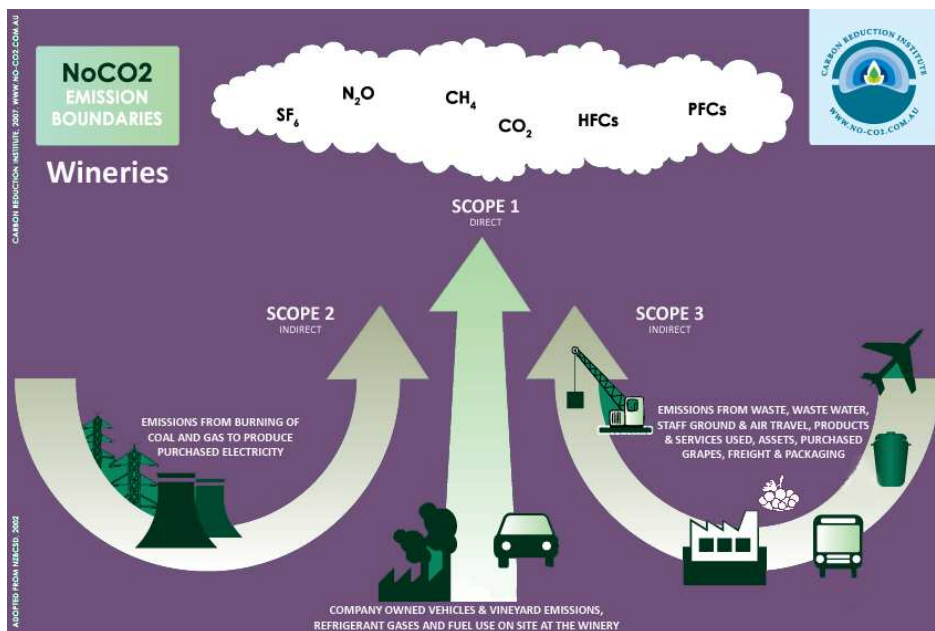 NoCO2
EMISSION
BOUNDARIES
Wineries
SF₆
N₂O
CH₄
CO₂
HFCs
PFCs
CARBON REDUCTION INSTITUTE
WWW.NO-CO2.COM.AU
CARBON REDUCTION INSTITUTE, 2007. WWW.NO-CO2.COM.AU
SCOPE 1
DIRECT
SCOPE 2
INDIRECT
SCOPE 3
INDIRECT
EMISSIONS FROM BURNING OF
COAL AND GAS TO PRODUCE
PURCHASED ELECTRICITY
EMISSIONS FROM WASTE, WASTE WATER,
STAFF GROUND & AIR TRAVEL, PRODUCTS
& SERVICES USED, ASSETS, PURCHASED
GRAPES, FREIGHT & PACKAGING
COMPANY OWNED VEHICLES & VINEYARD EMISSIONS,
REFRIGERANT GASES AND FUEL USE ON SITE AT THE WINERY
ADOPTED FROM NZBCSD, 2002